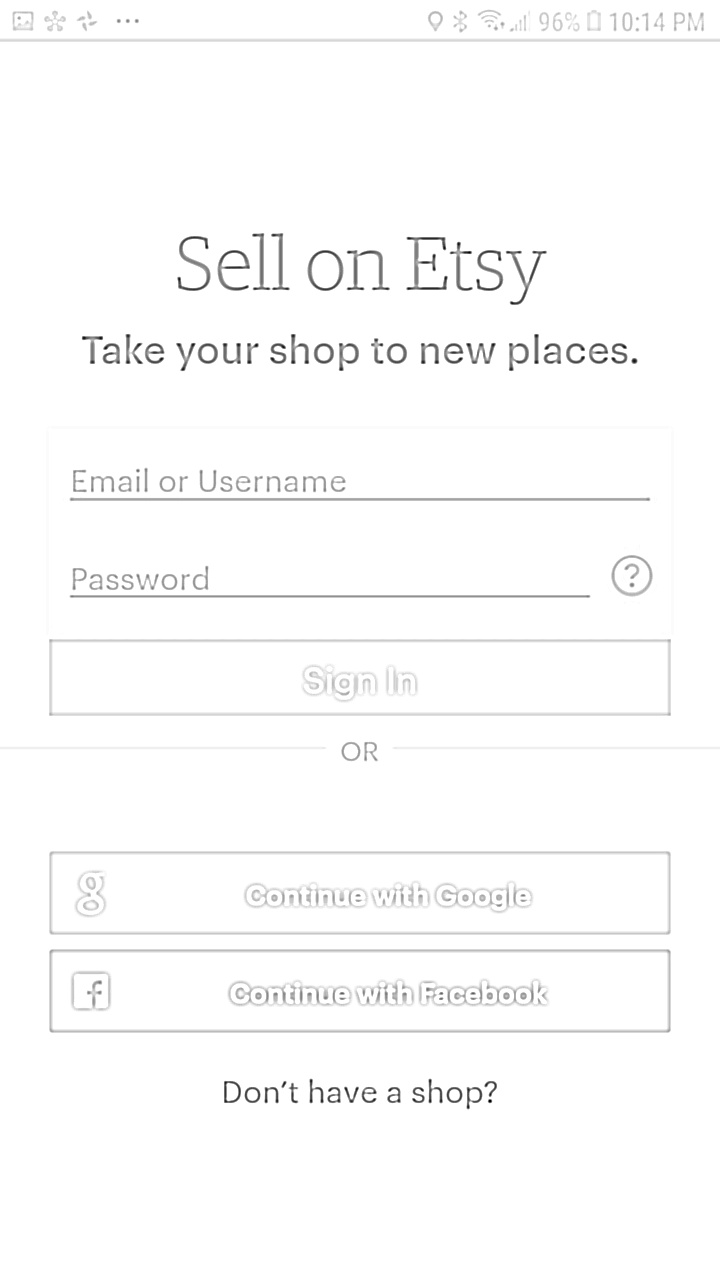 96% 10:14 PM
Sell on Etsy
Take your shop to new places.
Email or Username
Password
?
Sign In
OR
g Continue with Google
f Continue with Facebook
Don't have a shop?